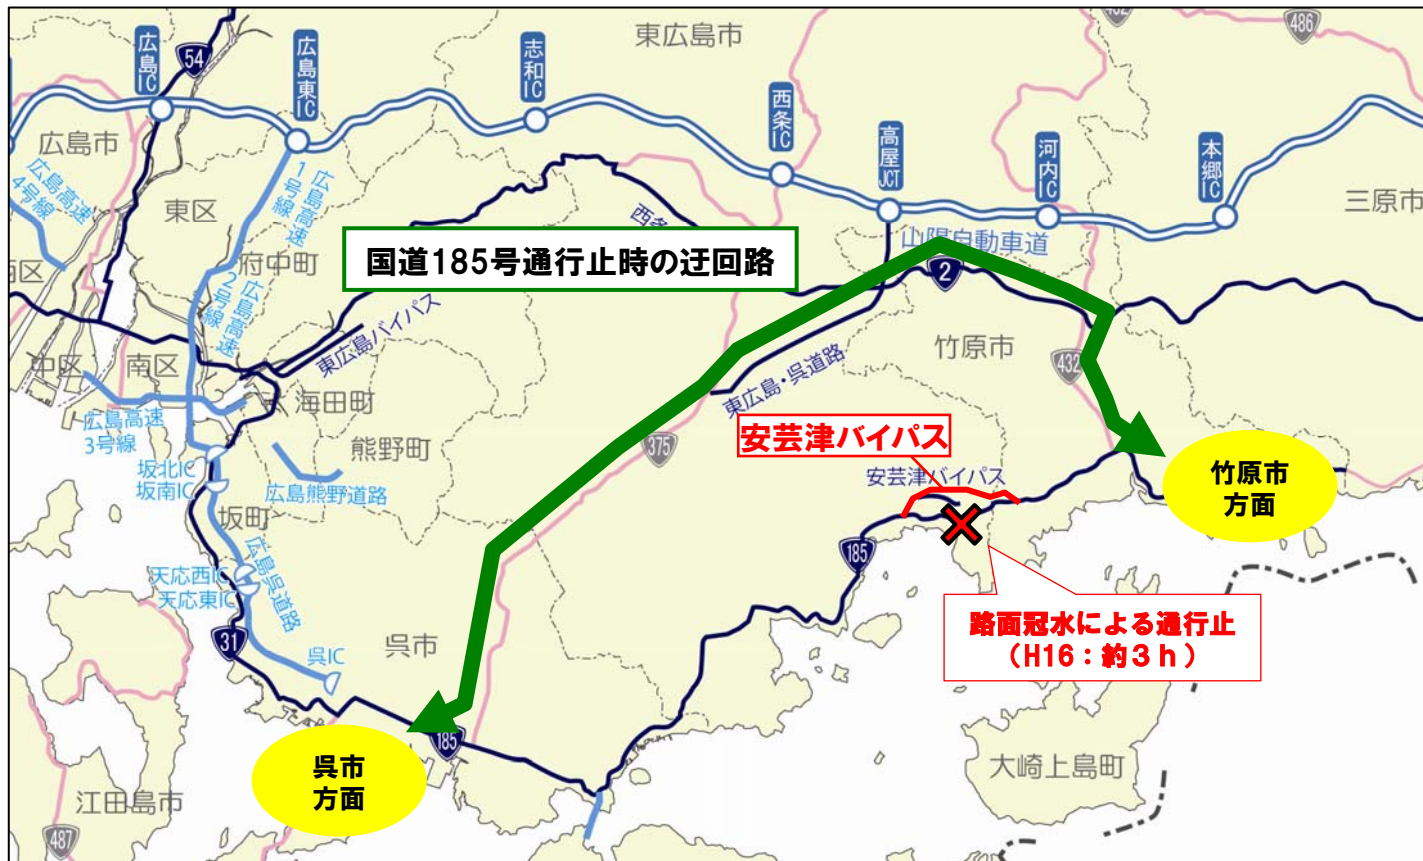 432
486
東広島市
広島IC
54
広島東IC
志和IC
西条IC
高屋JCT
河内IC
本郷IC
広島市
広島高速
4号線
東区
広島高速
1号線
三原市
西区
府中町
広島高速
2号線
西条
国道185号通行止時の迂回路
山陽自動車道
2
東広島バイパス
竹原市
中区
南区
432
海田町
東広島・呉道路
広島高速
3号線
熊野町
375
安芸津バイパス
坂北IC
坂南IC
広島熊野道路
安芸津バイパス
竹原市
方面
坂町
広島呉道路
185
天応西IC
天応東IC
路面冠水による通行止
(H16:約3h)
31
呉市
呉IC
185
呉市
方面
大崎上島町
江田島市
487